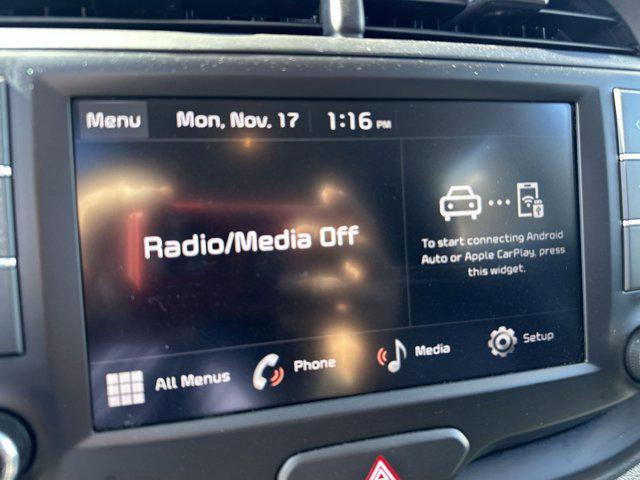 Menu Mon, Nov. 17 1:16 PM
Radio/Media Off
To start connecting Android
Auto or Apple CarPlay, press
this widget.
All Menus Phone Media Setup